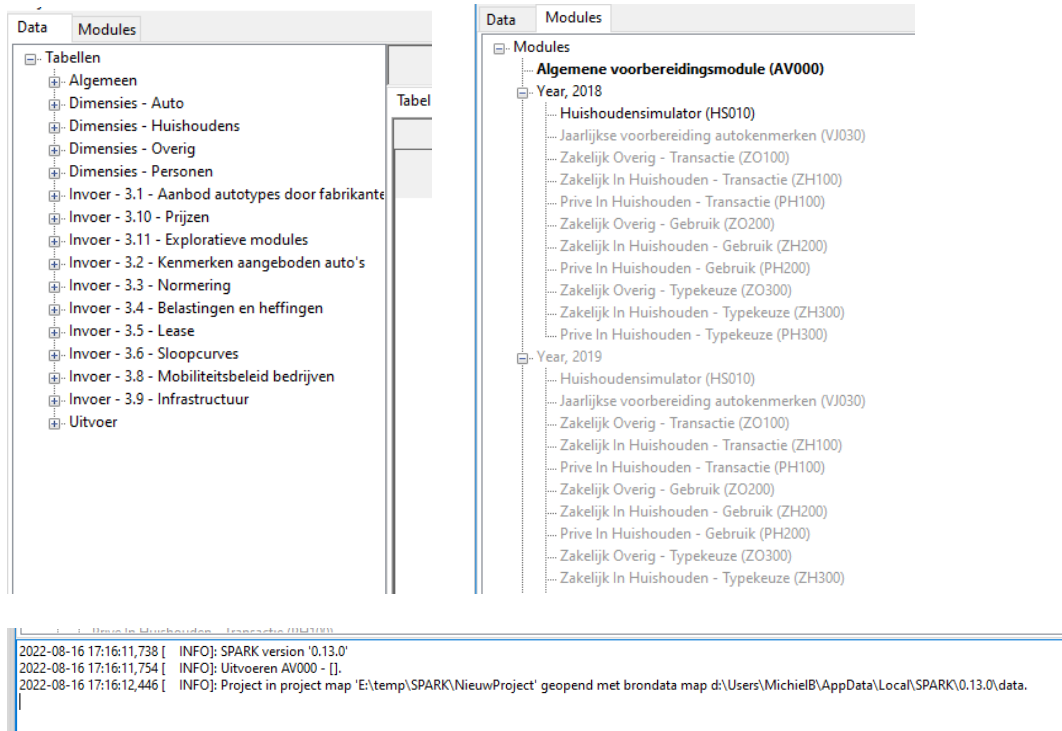 Data Modules
Tabellen
Algemeen
Dimensies - Auto
Dimensies - Huishoudens
Dimensies - Overig
Dimensies - Personen
Invoer - 3.1 - Aanbod autotypes door fabrikante
Invoer - 3.10 - Prijzen
Invoer - 3.11 - Exploratieve modules
Invoer - 3.2 - Kenmerken aangeboden auto's
Invoer - 3.3 - Normering
Invoer - 3.4 - Belastingen en heffingen
Invoer - 3.5 - Lease
Invoer - 3.6 - Sloopcurves
Invoer - 3.8 - Mobiliteitsbeleid bedrijven
Invoer - 3.9 - Infrastructuur
Uitvoer
Tabel
Data Modules
Modules
Algemene voorbereidingsmodule (AV000)
Year, 2018
Huishoudensimulator (HS010)
Jaarlijkse voorbereiding autokenmerken (VJ030)
Zakelijk Overig - Transactie (ZO100)
Zakelijk In Huishouden - Transactie (ZH100)
Prive In Huishouden - Transactie (PH100)
Zakelijk Overig - Gebruik (ZO200)
Zakelijk In Huishouden - Gebruik (ZH200)
Prive In Huishouden - Gebruik (PH200)
Zakelijk Overig - Typekeuze (ZO300)
Zakelijk In Huishouden - Typekeuze (ZH300)
Prive In Huishouden - Typekeuze (PH300)
Year, 2019
Huishoudensimulator (HS010)
Jaarlijkse voorbereiding autokenmerken (VJ030)
Zakelijk Overig - Transactie (ZO100)
Zakelijk In Huishouden - Transactie (ZH100)
Prive In Huishouden - Transactie (PH100)
Zakelijk Overig - Gebruik (ZO200)
Zakelijk In Huishouden - Gebruik (ZH200)
Prive In Huishouden - Gebruik (PH200)
Zakelijk Overig - Typekeuze (ZO300)
Zakelijk In Huishouden - Typekeuze (ZH300)
Prive In Huishouden - Transactie (PH100)
2022-08-16 17:16:11,738 [ INFO]: SPARK version '0.13.0'
2022-08-16 17:16:11,754 [ INFO]: Uitvoeren AV000 - [].
2022-08-16 17:16:12,446 [ INFO]: Project in project map 'E:\temp\SPARK\NieuwProject' geopend met brondata map d:\Users\MichielB\AppData\Local\SPARK\0.13.0\data.